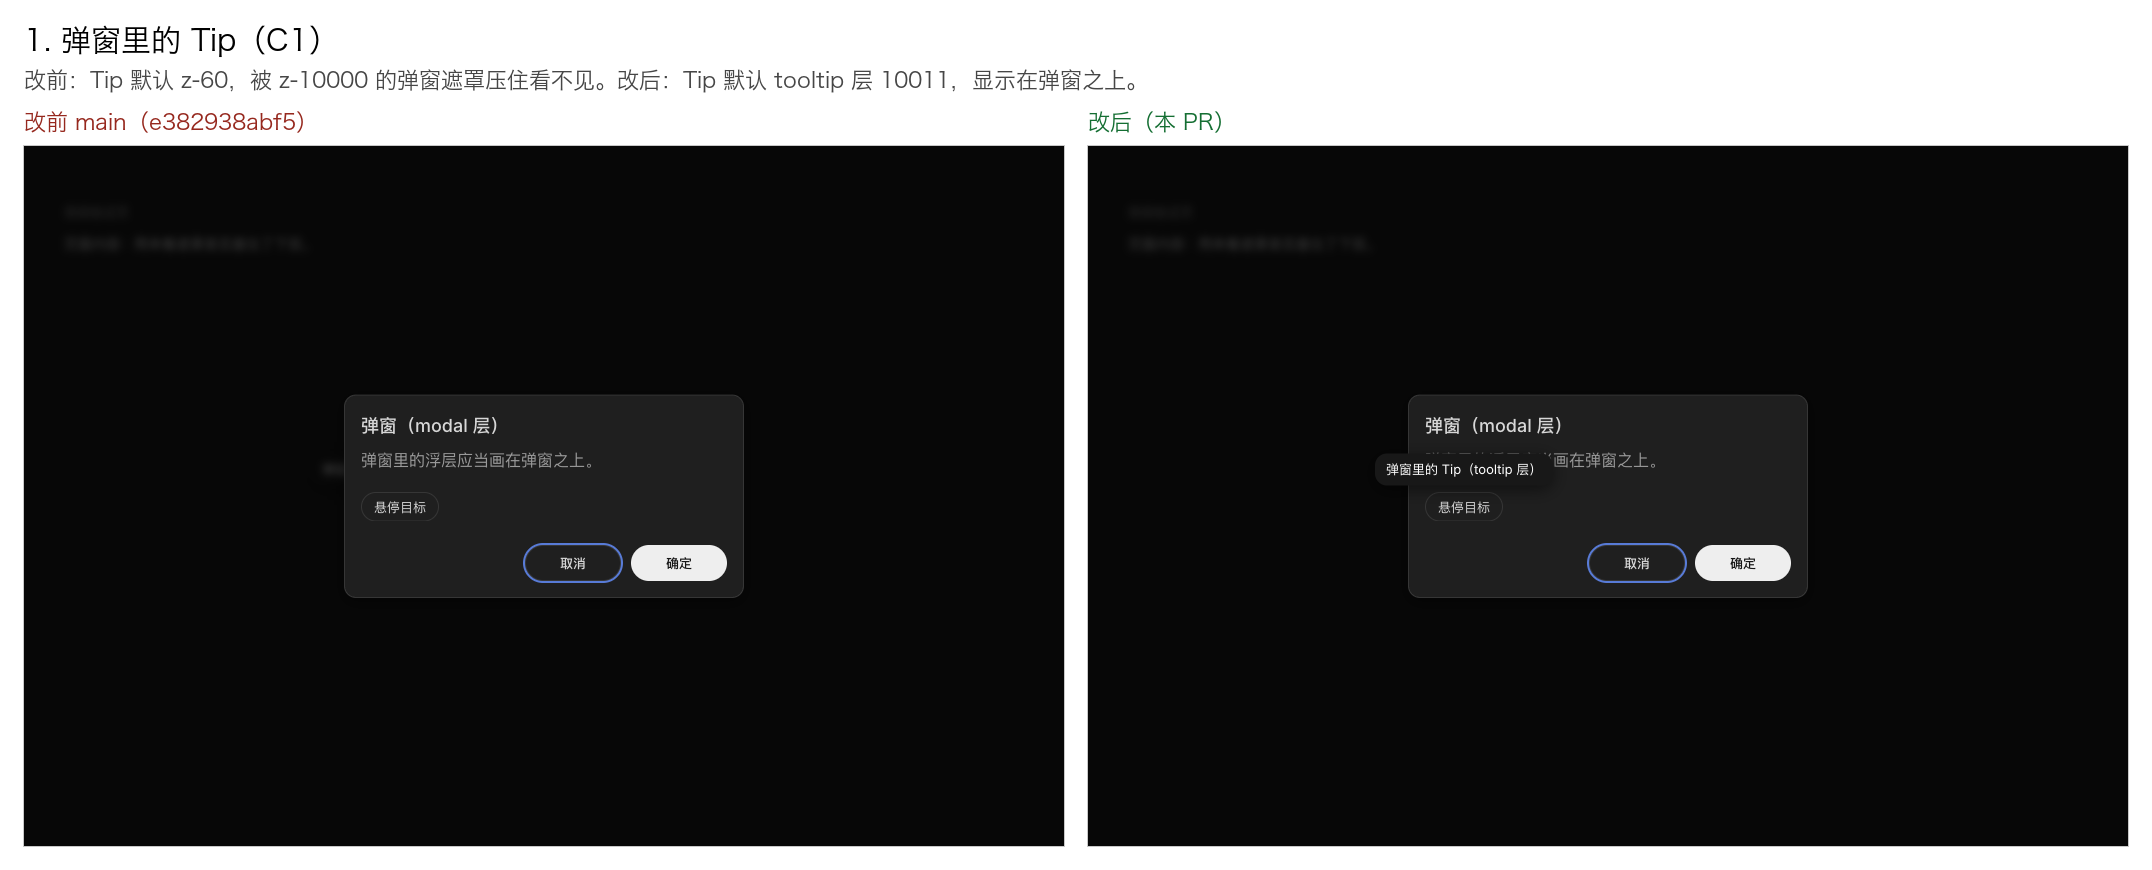 1. 弹窗里的 Tip（C1）
改前：Tip 默认 z-60，被 z-10000 的弹窗遮罩压住看不见。改后：Tip 默认 tooltip 层 10011，显示在弹窗之上。
改前 main（e382938abf5）
弹窗（modal 层）
弹窗里的浮层应当画在弹窗之上。
悬停目标
取消
确定
改后（本 PR）
弹窗（modal 层）
画在弹窗之上。
弹窗里的 Tip（tooltip 层）
悬停目标
取消
确定